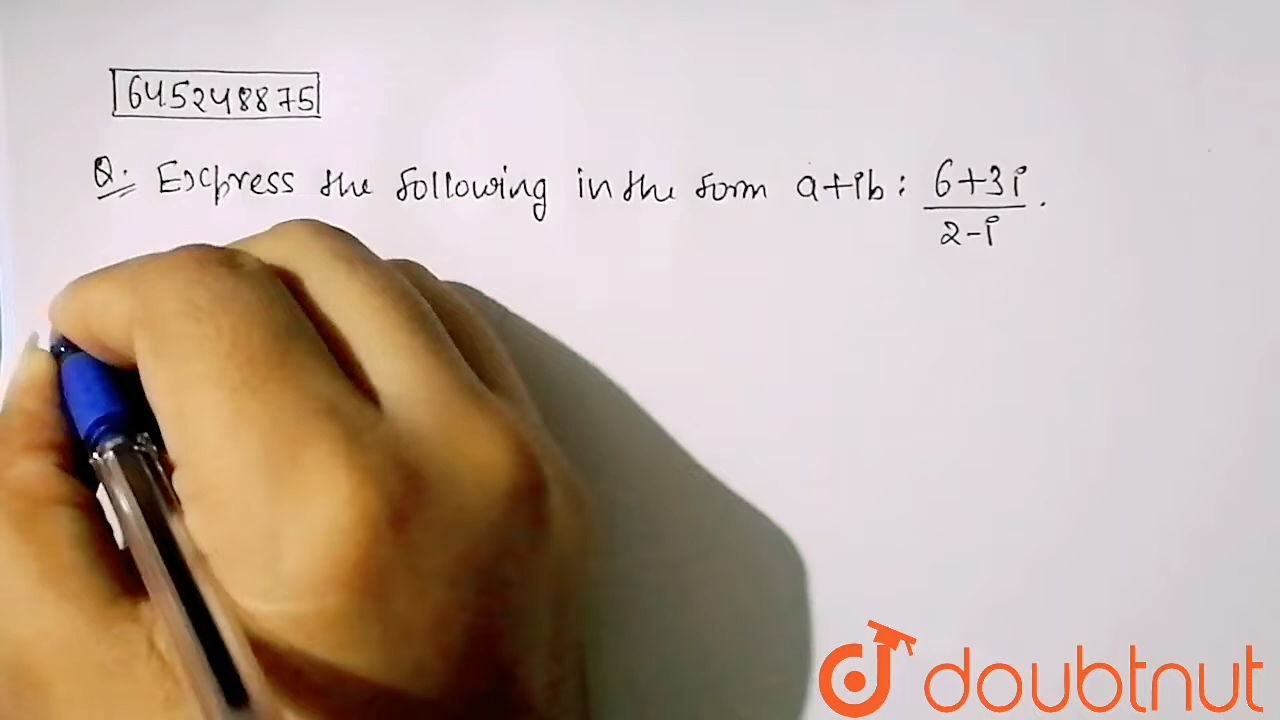 645248875
Q. Express the following in the form a+ib : 6+3i
2-i .
doubtnut